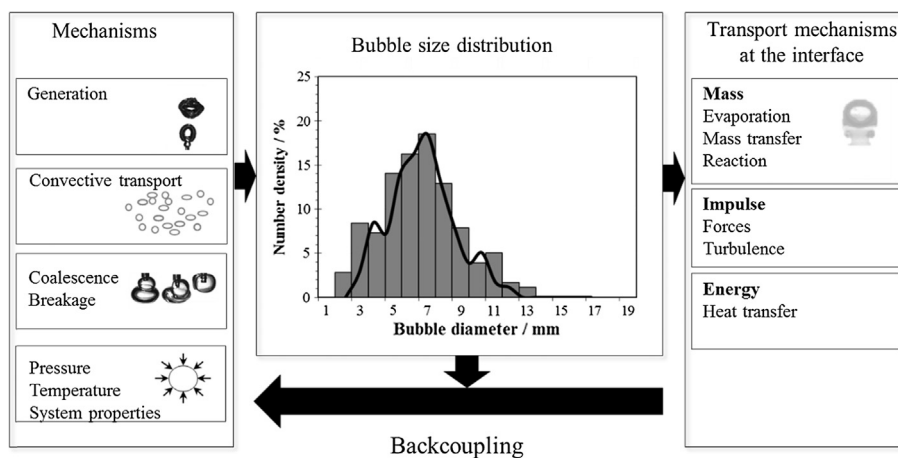 Mechanisms
Generation
Convective transport
Coalescence
Breakage
Pressure
Temperature
System properties
Bubble size distribution
Number density / %
25
20
15
10
5
0
1 3 5 7 9 11 13 15 17 19
Bubble diameter / mm
Transport mechanisms
at the interface
Mass
Evaporation
Mass transfer
Reaction
Impulse
Forces
Turbulence
Energy
Heat transfer
Backcoupling